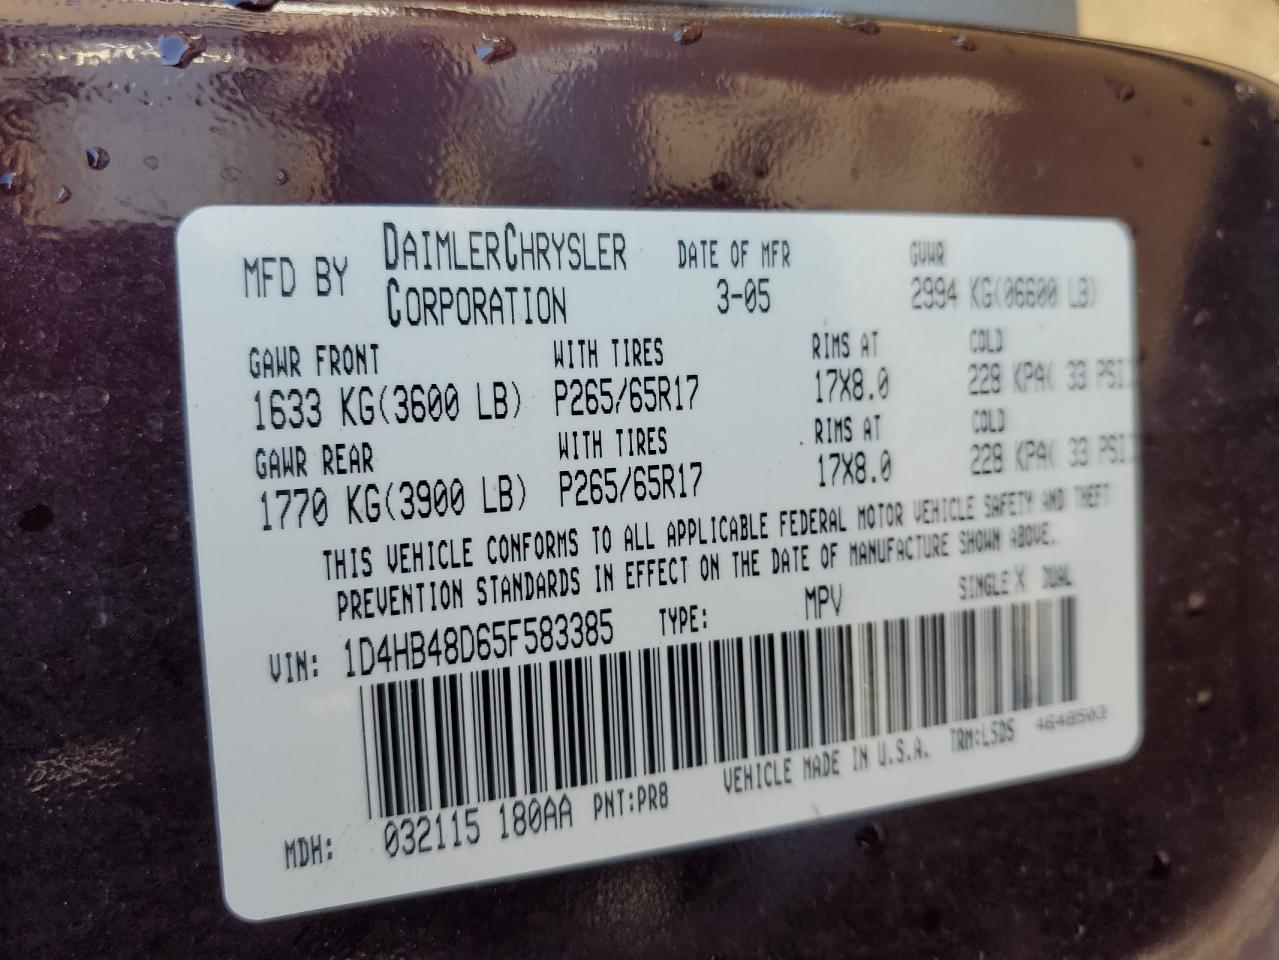 MFD BY DAIMLERCHRYSLER CORPORATION DATE OF MFR 3-05 GVWR 2994 KG(06600 LB)
GAWR FRONT WITH TIRES RIMS AT COLD
1633 KG(3600 LB) P265/65R17 17X8.0 228 KPA( 33 PSI
GAWR REAR WITH TIRES RIMS AT COLD
1770 KG(3900 LB) P265/65R17 17X8.0 228 KPA( 33 PSI
THIS VEHICLE CONFORMS TO ALL APPLICABLE FEDERAL MOTOR VEHICLE SAFETY AND THEFT
PREVENTION STANDARDS IN EFFECT ON THE DATE OF MANUFACTURE SHOWN ABOVE.
VIN: 1D4HB48D65F583385 TYPE: MPV SINGLE X DUAL
MDH: 032115 180AA PNT:PR8 VEHICLE MADE IN U.S.A. TRM:L5D5